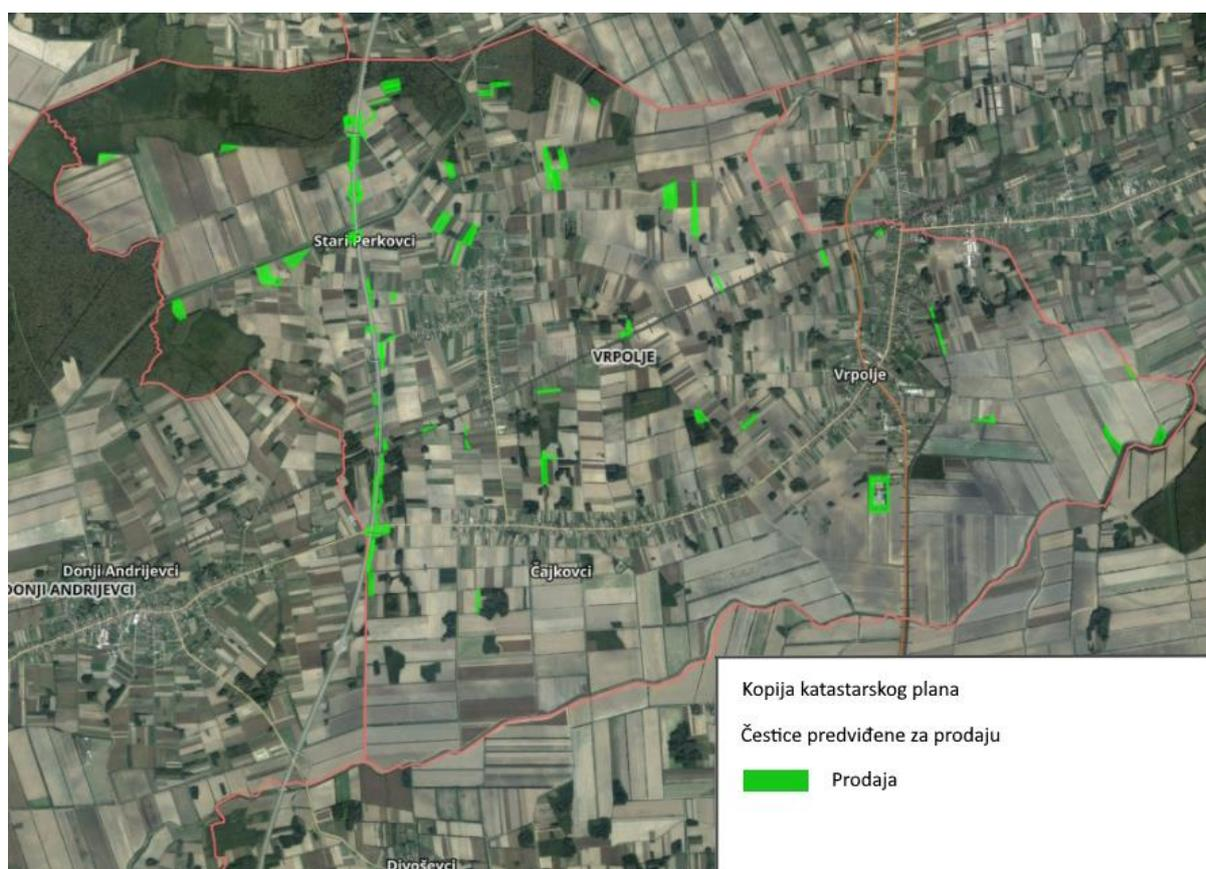 Stari Perkovci
VRPOLJE
Vrpolje
Donji Andrijevci
DONJI ANDRIJEVCI
Čajkovci
Divoševci
Kopija katastarskog plana
Čestice predviđene za prodaju
Prodaja